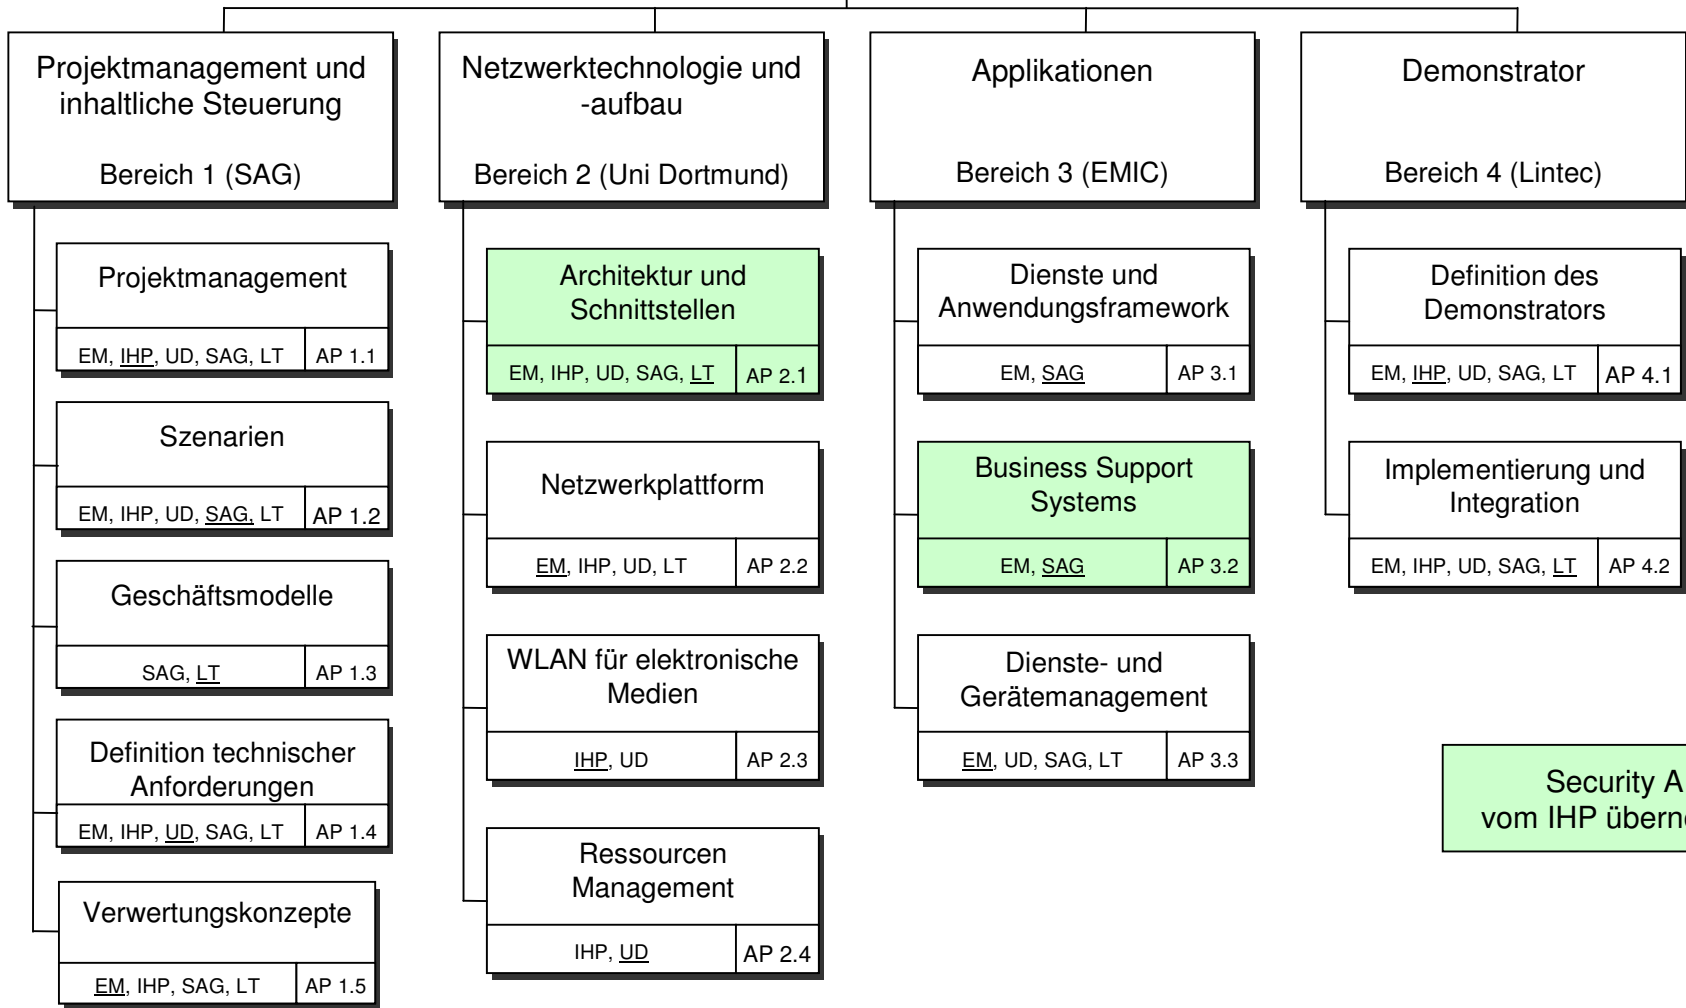 Projektmanagement und
inhaltliche Steuerung
Bereich 1 (SAG)
Projektmanagement
EM, IHP, UD, SAG, LT
AP 1.1
Szenarien
EM, IHP, UD, SAG, LT
AP 1.2
Geschäftsmodelle
SAG, LT
AP 1.3
Definition technischer
Anforderungen
EM, IHP, UD, SAG, LT
AP 1.4
Verwertungskonzepte
EM, IHP, SAG, LT
AP 1.5
Netzwerktechnologie und
-aufbau
Bereich 2 (Uni Dortmund)
Architektur und
Schnittstellen
EM, IHP, UD, SAG, LT
AP 2.1
Netzwerkplattform
EM, IHP, UD, LT
AP 2.2
WLAN für elektronische
Medien
IHP, UD
AP 2.3
Ressourcen
Management
IHP, UD
AP 2.4
Applikationen
Bereich 3 (EMIC)
Dienste und
Anwendungsframework
EM, SAG
AP 3.1
Business Support
Systems
EM, SAG
AP 3.2
Dienste- und
Gerätemanagement
EM, UD, SAG, LT
AP 3.3
Demonstrator
Bereich 4 (Lintec)
Definition des
Demonstrators
EM, IHP, UD, SAG, LT
AP 4.1
Implementierung und
Integration
EM, IHP, UD, SAG, LT
AP 4.2
Security
vom IHP